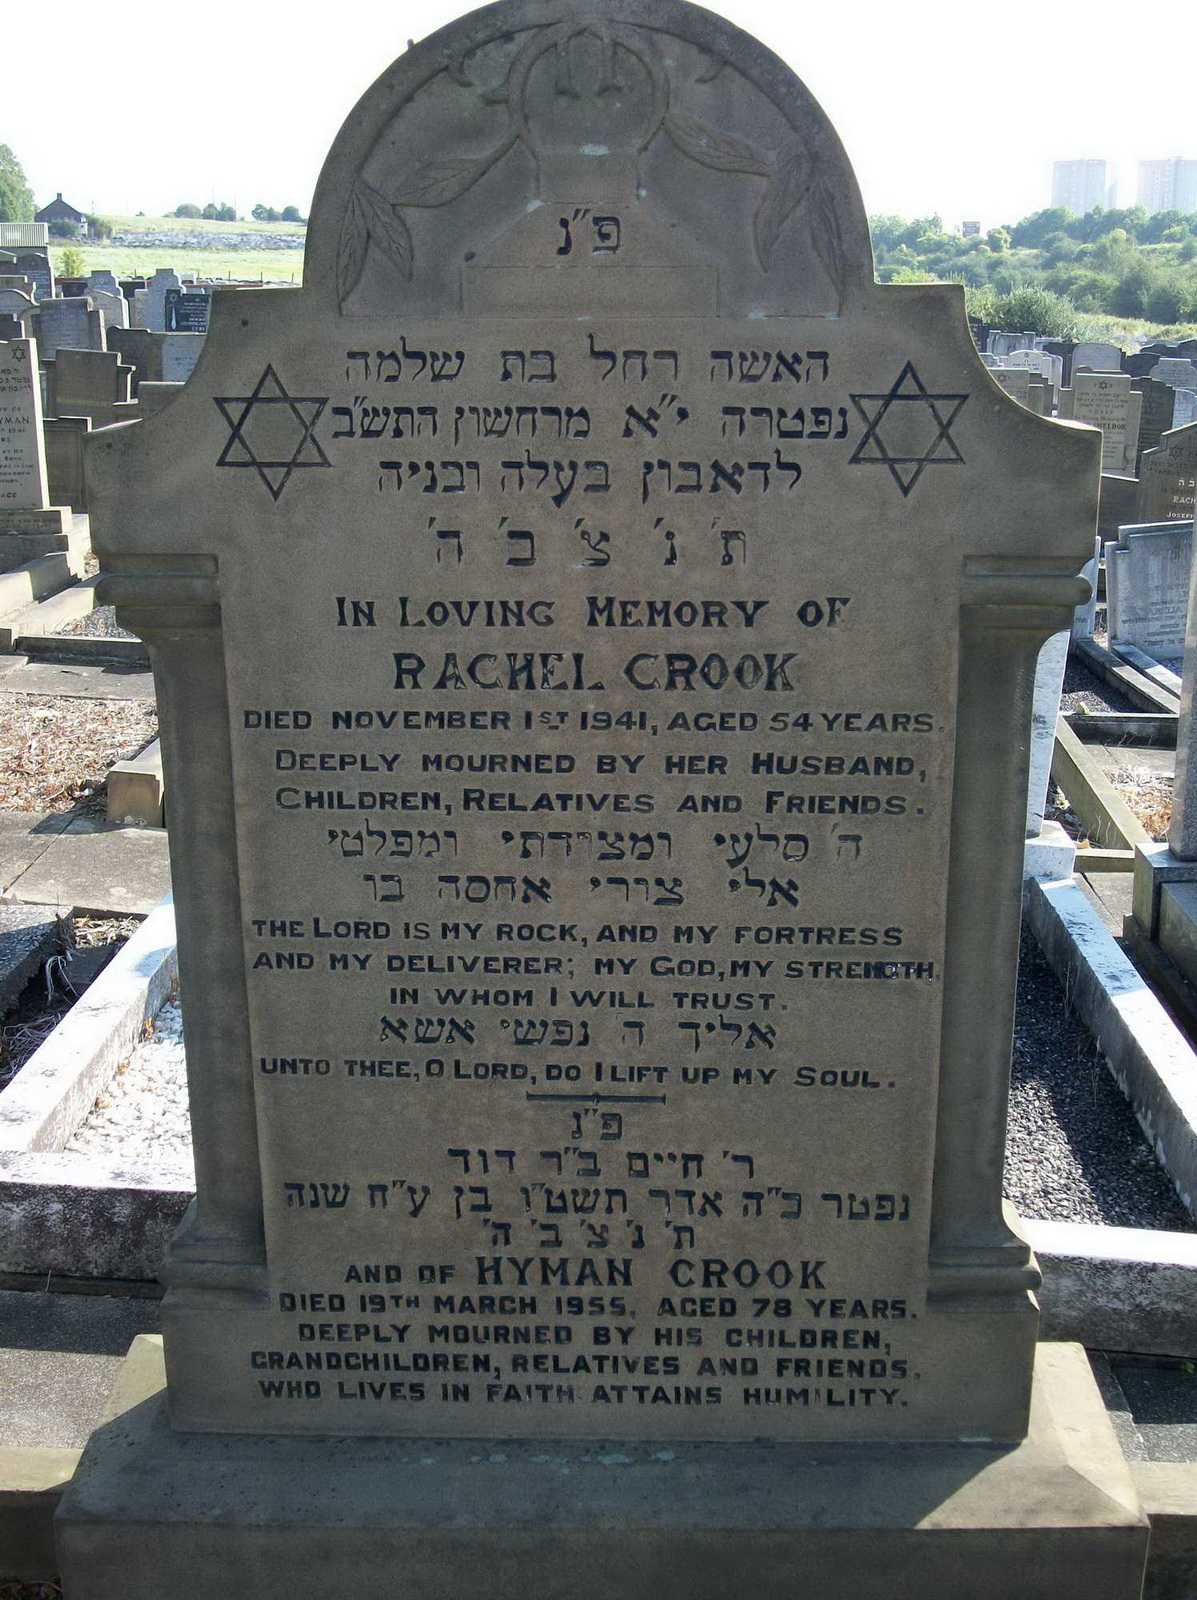 פ"נ
האשה רחל בת שלמה
נפטרה י"א מרחשון התש"ב
לדאבון בעלה ובניה
ת' נ' צ' ב' ה'
IN LOVING MEMORY OF
RACHEL CROOK
DIED NOVEMBER 1ST 1941, AGED 54 YEARS.
DEEPLY MOURNED BY HER HUSBAND,
CHILDREN, RELATIVES AND FRIENDS.
ה' סלעי ומצודתי ומפלטי
אלי צורי אחסה בו
THE LORD IS MY ROCK, AND MY FORTRESS
AND MY DELIVERER; MY GOD, MY STRENGTH,
IN WHOM I WILL TRUST.
אליך ה' נפשי אשא
UNTO THEE, O LORD, DO I LIFT UP MY SOUL.
פ"נ
ר' חיים ב"ר דוד
נפטר כ"ה אדר תשט"ו בן ע"ח שנה
ת' נ' צ' ב' ה'
AND OF HYMAN CROOK
DIED 19TH MARCH 1955, AGED 78 YEARS.
DEEPLY MOURNED BY HIS CHILDREN,
GRANDCHILDREN, RELATIVES AND FRIENDS.
WHO LIVES IN FAITH ATTAINS HUMILITY.